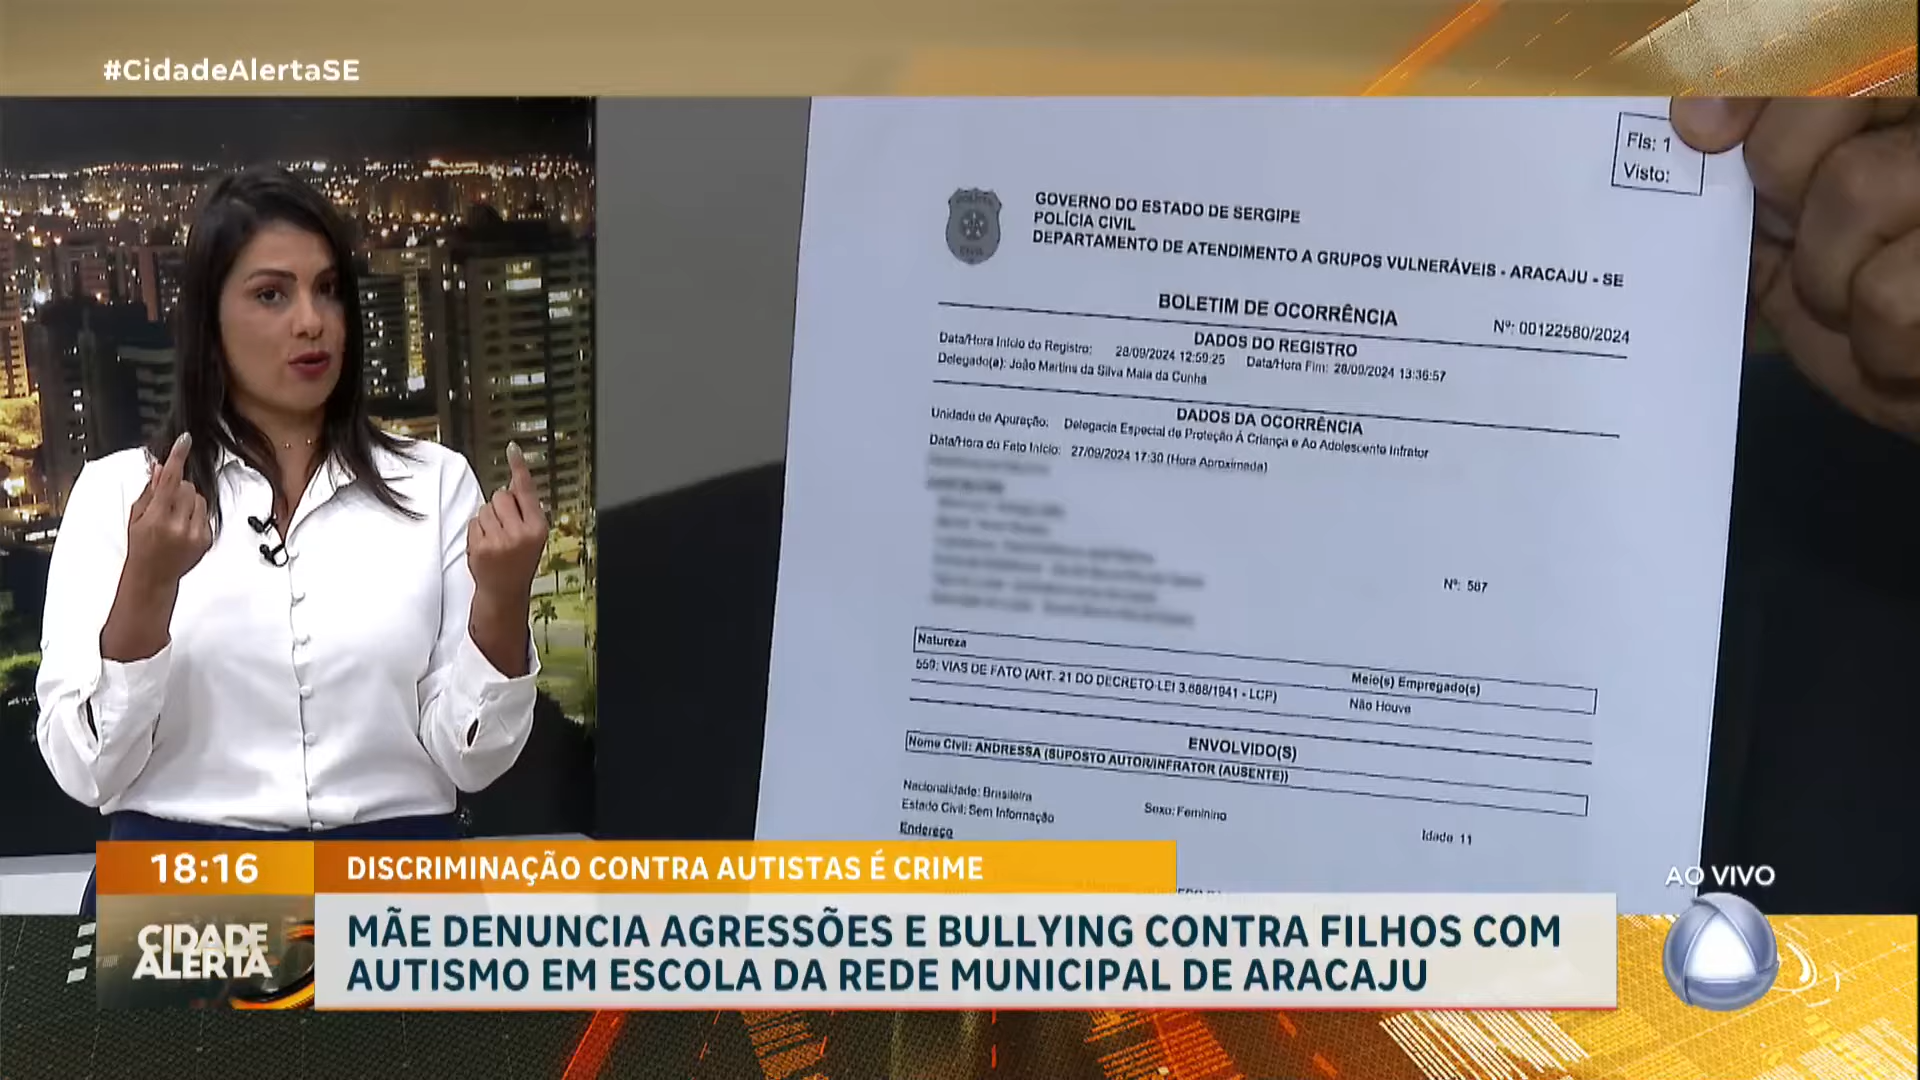 #CidadeAlertaSE
Fls: 1
Visto:
GOVERNO DO ESTADO DE SERGIPE
POLÍCIA CIVIL
DEPARTAMENTO DE ATENDIMENTO A GRUPOS VULNERÁVEIS - ARACAJU - SE
BOLETIM DE OCORRÊNCIA
Nº: 00122580/2024
DADOS DO REGISTRO
Data/Hora Início do Registro: 28/09/2024 12:59:25 Data/Hora Fim: 28/09/2024 13:36:57
Delegado(a): João Martins da Silva Maia da Cunha
DADOS DA OCORRÊNCIA
Unidade de Apuração: Delegacia Especial de Proteção Á Criança e Ao Adolescente Infrator
Data/Hora do Fato Início: 27/09/2024 17:30 (Hora Aproximada)
Nº: 587
Natureza
Meio(s) Empregado(s)
559: VIAS DE FATO (ART. 21 DO DECRETO-LEI 3.688/1941 - LCP)
Não Houve
ENVOLVIDO(S)
Nome Civil: ANDRESSA (SUPOSTO AUTOR/INFRATOR (AUSENTE))
Nacionalidade: Brasileira
Sexo: Feminino
Idade 11
Estado Civil: Sem Informação
Endereço
18:16
DISCRIMINAÇÃO CONTRA AUTISTAS É CRIME
AO VIVO
CIDADE
ALERTA
MÃE DENUNCIA AGRESSÕES E BULLYING CONTRA FILHOS COM
AUTISMO EM ESCOLA DA REDE MUNICIPAL DE ARACAJU